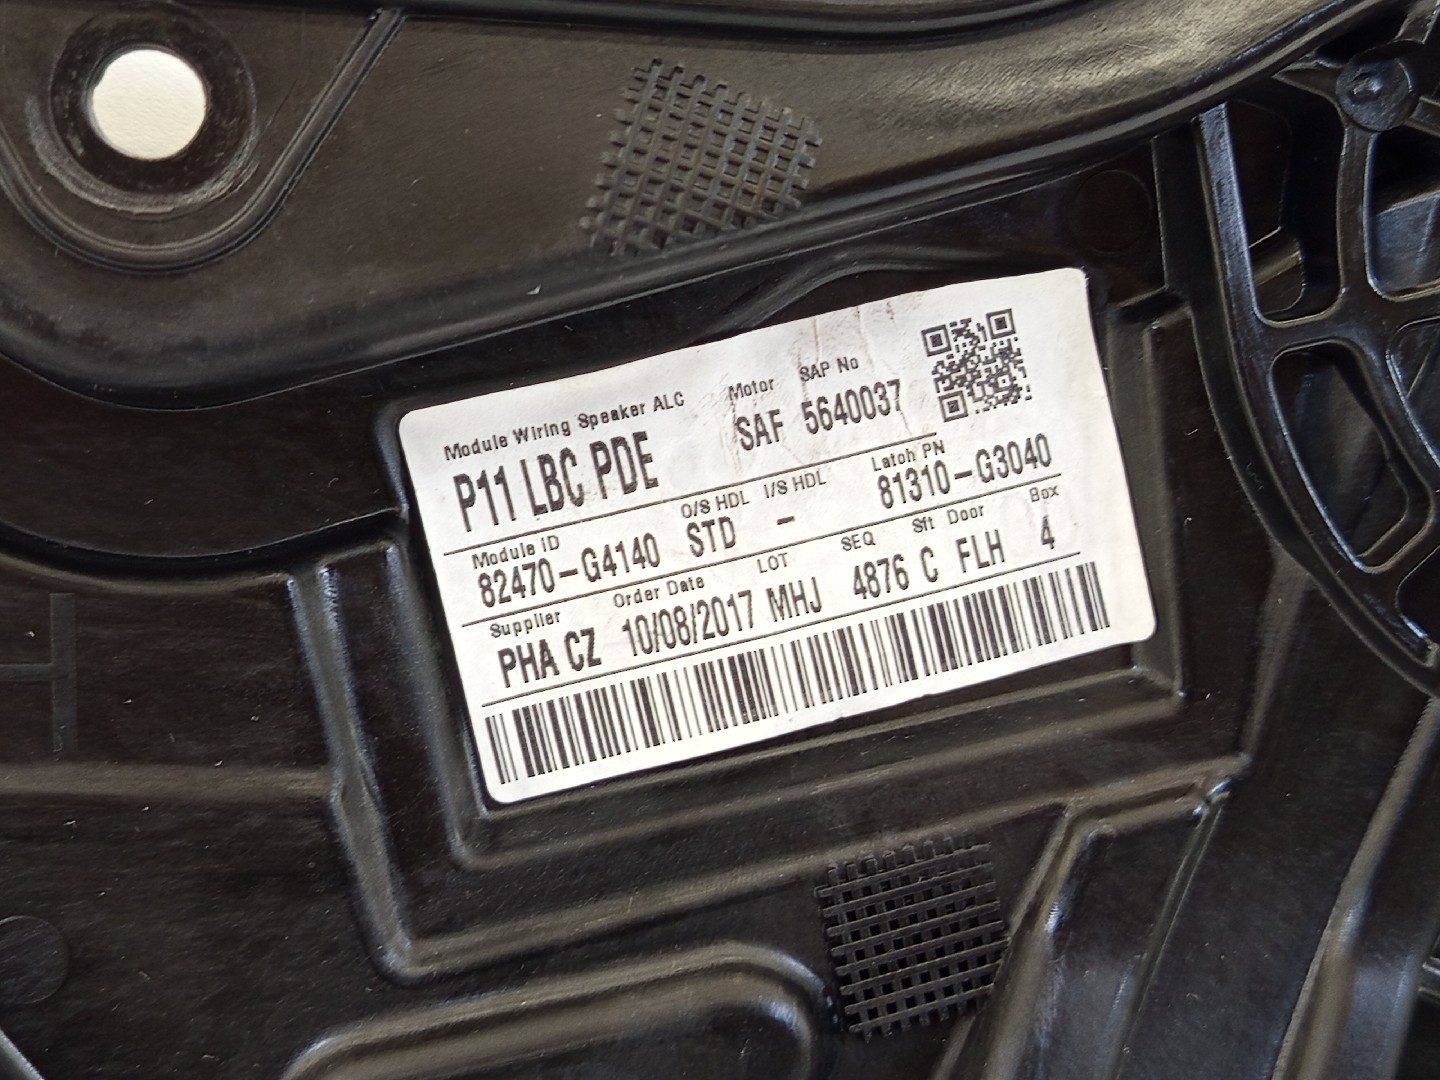 Module Wiring Speaker ALC Motor SAP No
P11 LBC PDE SAF 5640037
Module ID O/S HDL I/S HDL Latch PN
82470-G4140 STD - 81310-G3040
Supplier Order Date LOT SEQ Sft Door Box
PHA CZ 10/08/2017 MHJ 4876 C FLH 4